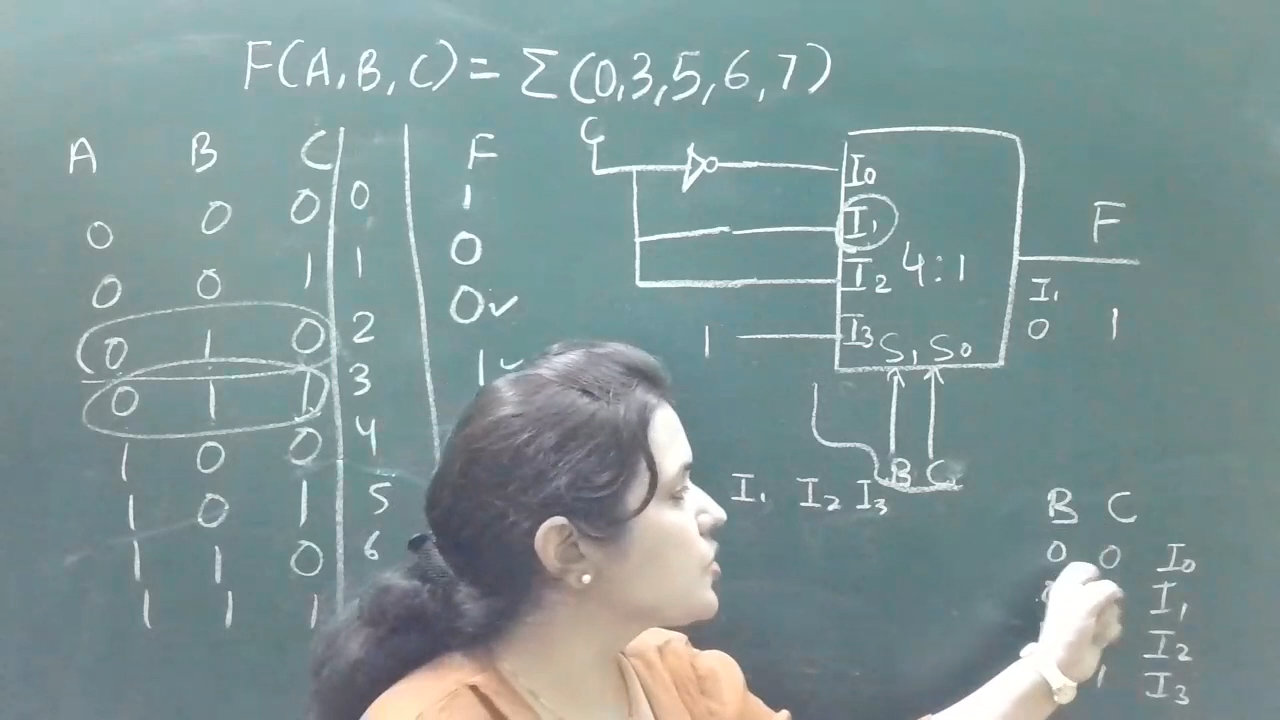 F(A,B,C) = Σ(0,3,5,6,7)
A B C F
0 0 0 0 1
0 0 1 1 0
0 1 0 2 0✓
0 1 1 3 1✓
1 0 0 4
1 0 1 5
1 1 0 6
1 1 1
C
I0
I1
I2 4:1
I3
1
S1 S0
B C
F
I1
0 1
I1 I2 I3
B C
0 0 I0
I1
I2
1 I3